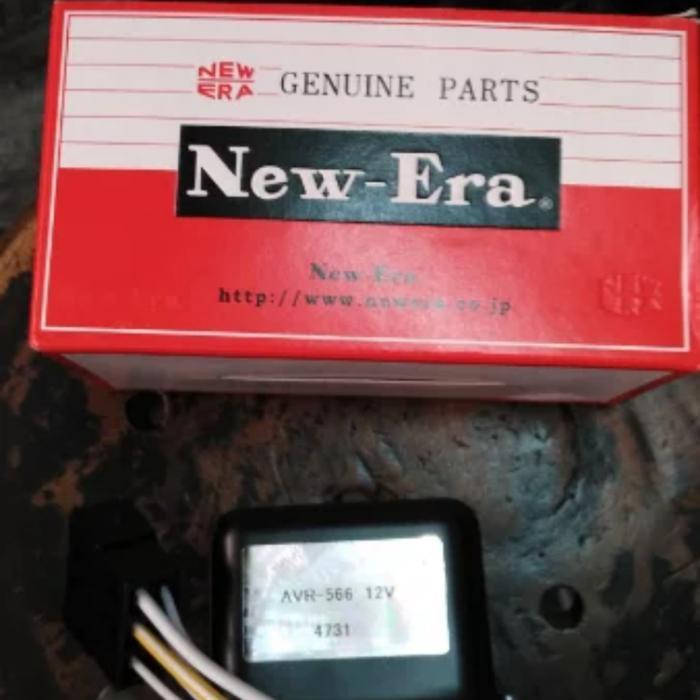 NEW
ERA
GENUINE PARTS
New-Era®
New-Era
http://www.newera.co.jp
AVR-566 12V
4731